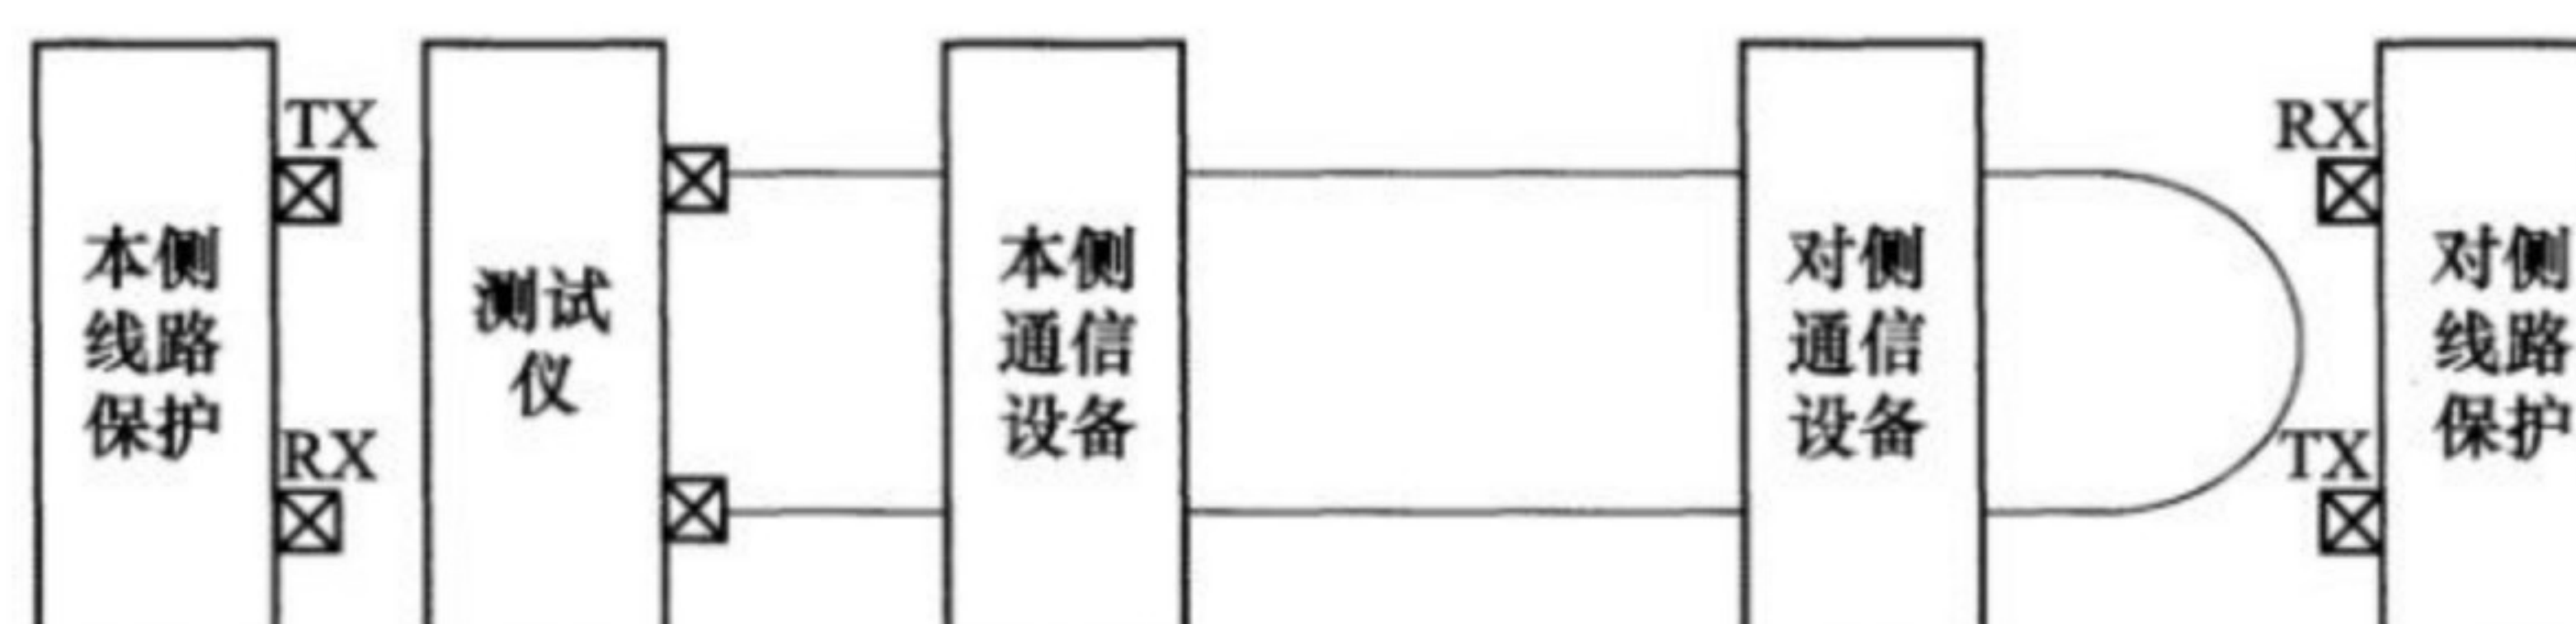 TX
本侧
线路
保护
RX
测试
仪
本侧
通信
设备
对侧
通信
设备
RX
对侧
线路
保护
TX